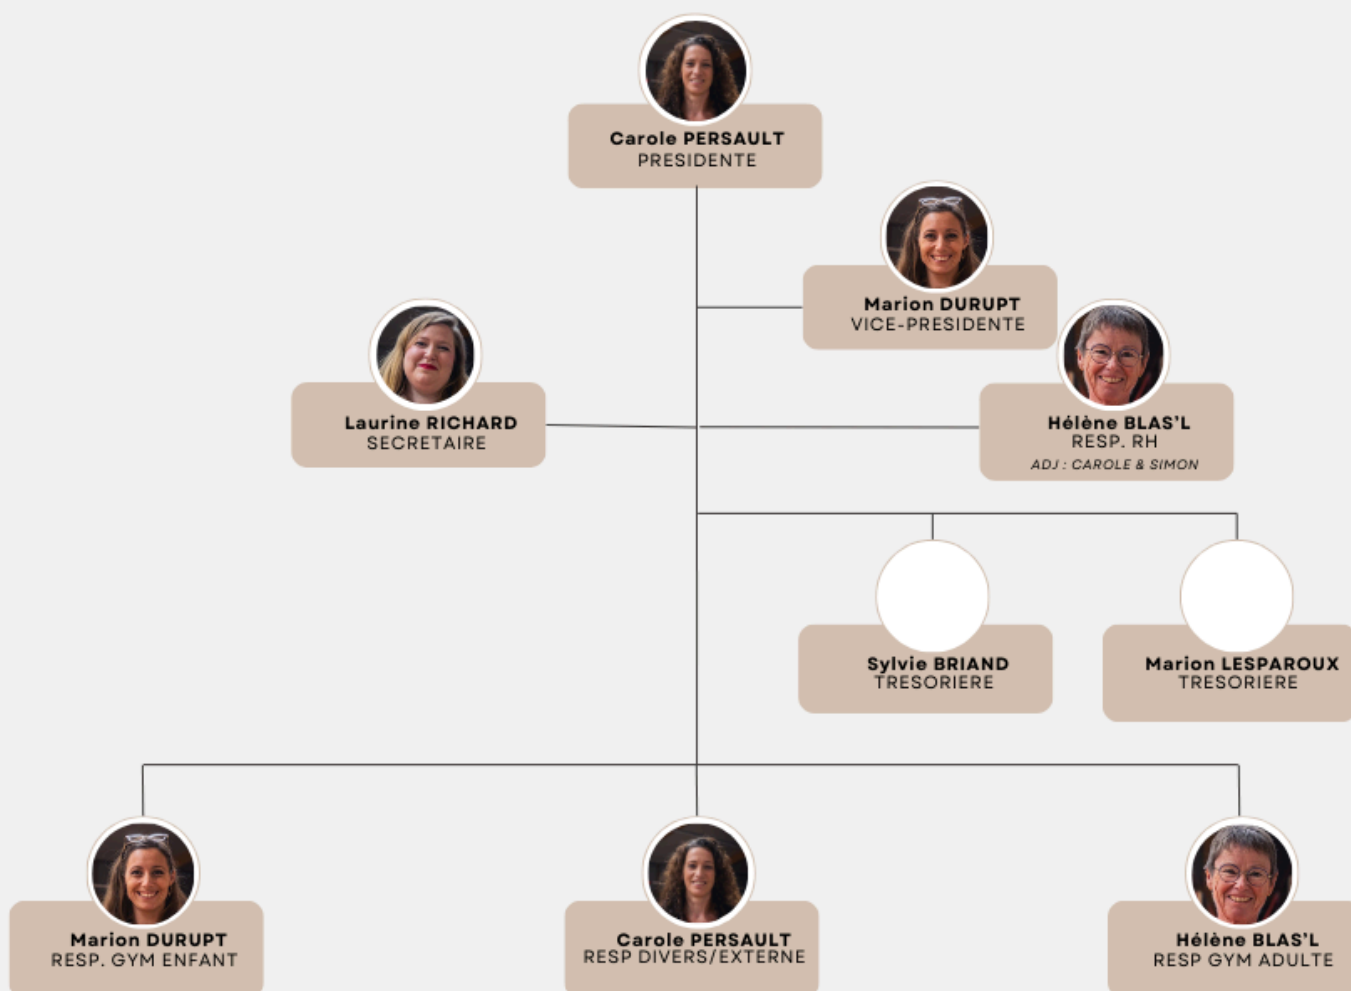 Carole PERSAULT
PRESIDENTE
Marion DURUPT
VICE-PRESIDENTE
Laurine RICHARD
SECRETAIRE
Hélène BLAS'L
RESP. RH
ADJ : CAROLE & SIMON
Sylvie BRIAND
TRESORIERE
Marion LESPAROUX
TRESORIERE
Marion DURUPT
RESP. GYM ENFANT
Carole PERSAULT
RESP DIVERS/EXTERNE
Hélène BLAS'L
RESP GYM ADULTE